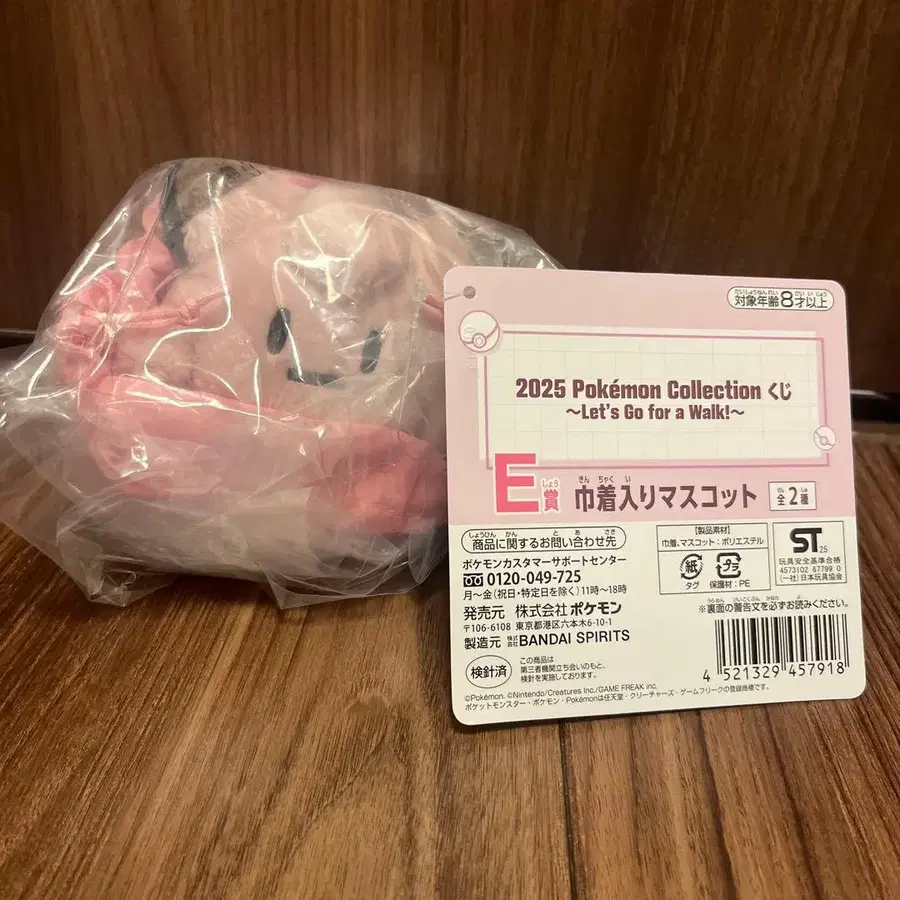 対象年齢8才以上
2025 Pokémon Collection くじ
~Let's Go for a Walk!~
E賞 巾着入りマスコット 全2種
商品に関するお問い合わせ先
ポケモンカスタマーサポートセンター
0120-049-725
月~金(祝日・特定日を除く)11時~18時
発売元 株式会社ポケモン
〒106-6108 東京都港区六本木6-10-1
製造元 株式会社BANDAI SPIRITS
検針済
この商品は
第三者機関立ち会いのもと、
検針を実施しております。
【製品素材】
巾着、マスコット:ポリエステル
紙 プラ
タグ 保護材:PE
ST 25
玩具安全基準合格
4573102 67799 0
(一社)日本玩具協会
※裏面の警告文を必ずお読みください。
4 521329 457918
©Pokémon. ©Nintendo/Creatures Inc./GAME FREAK inc.
ポケットモンスター・ポケモン・Pokémonは任天堂・クリーチャーズ・ゲームフリークの登録商標です。